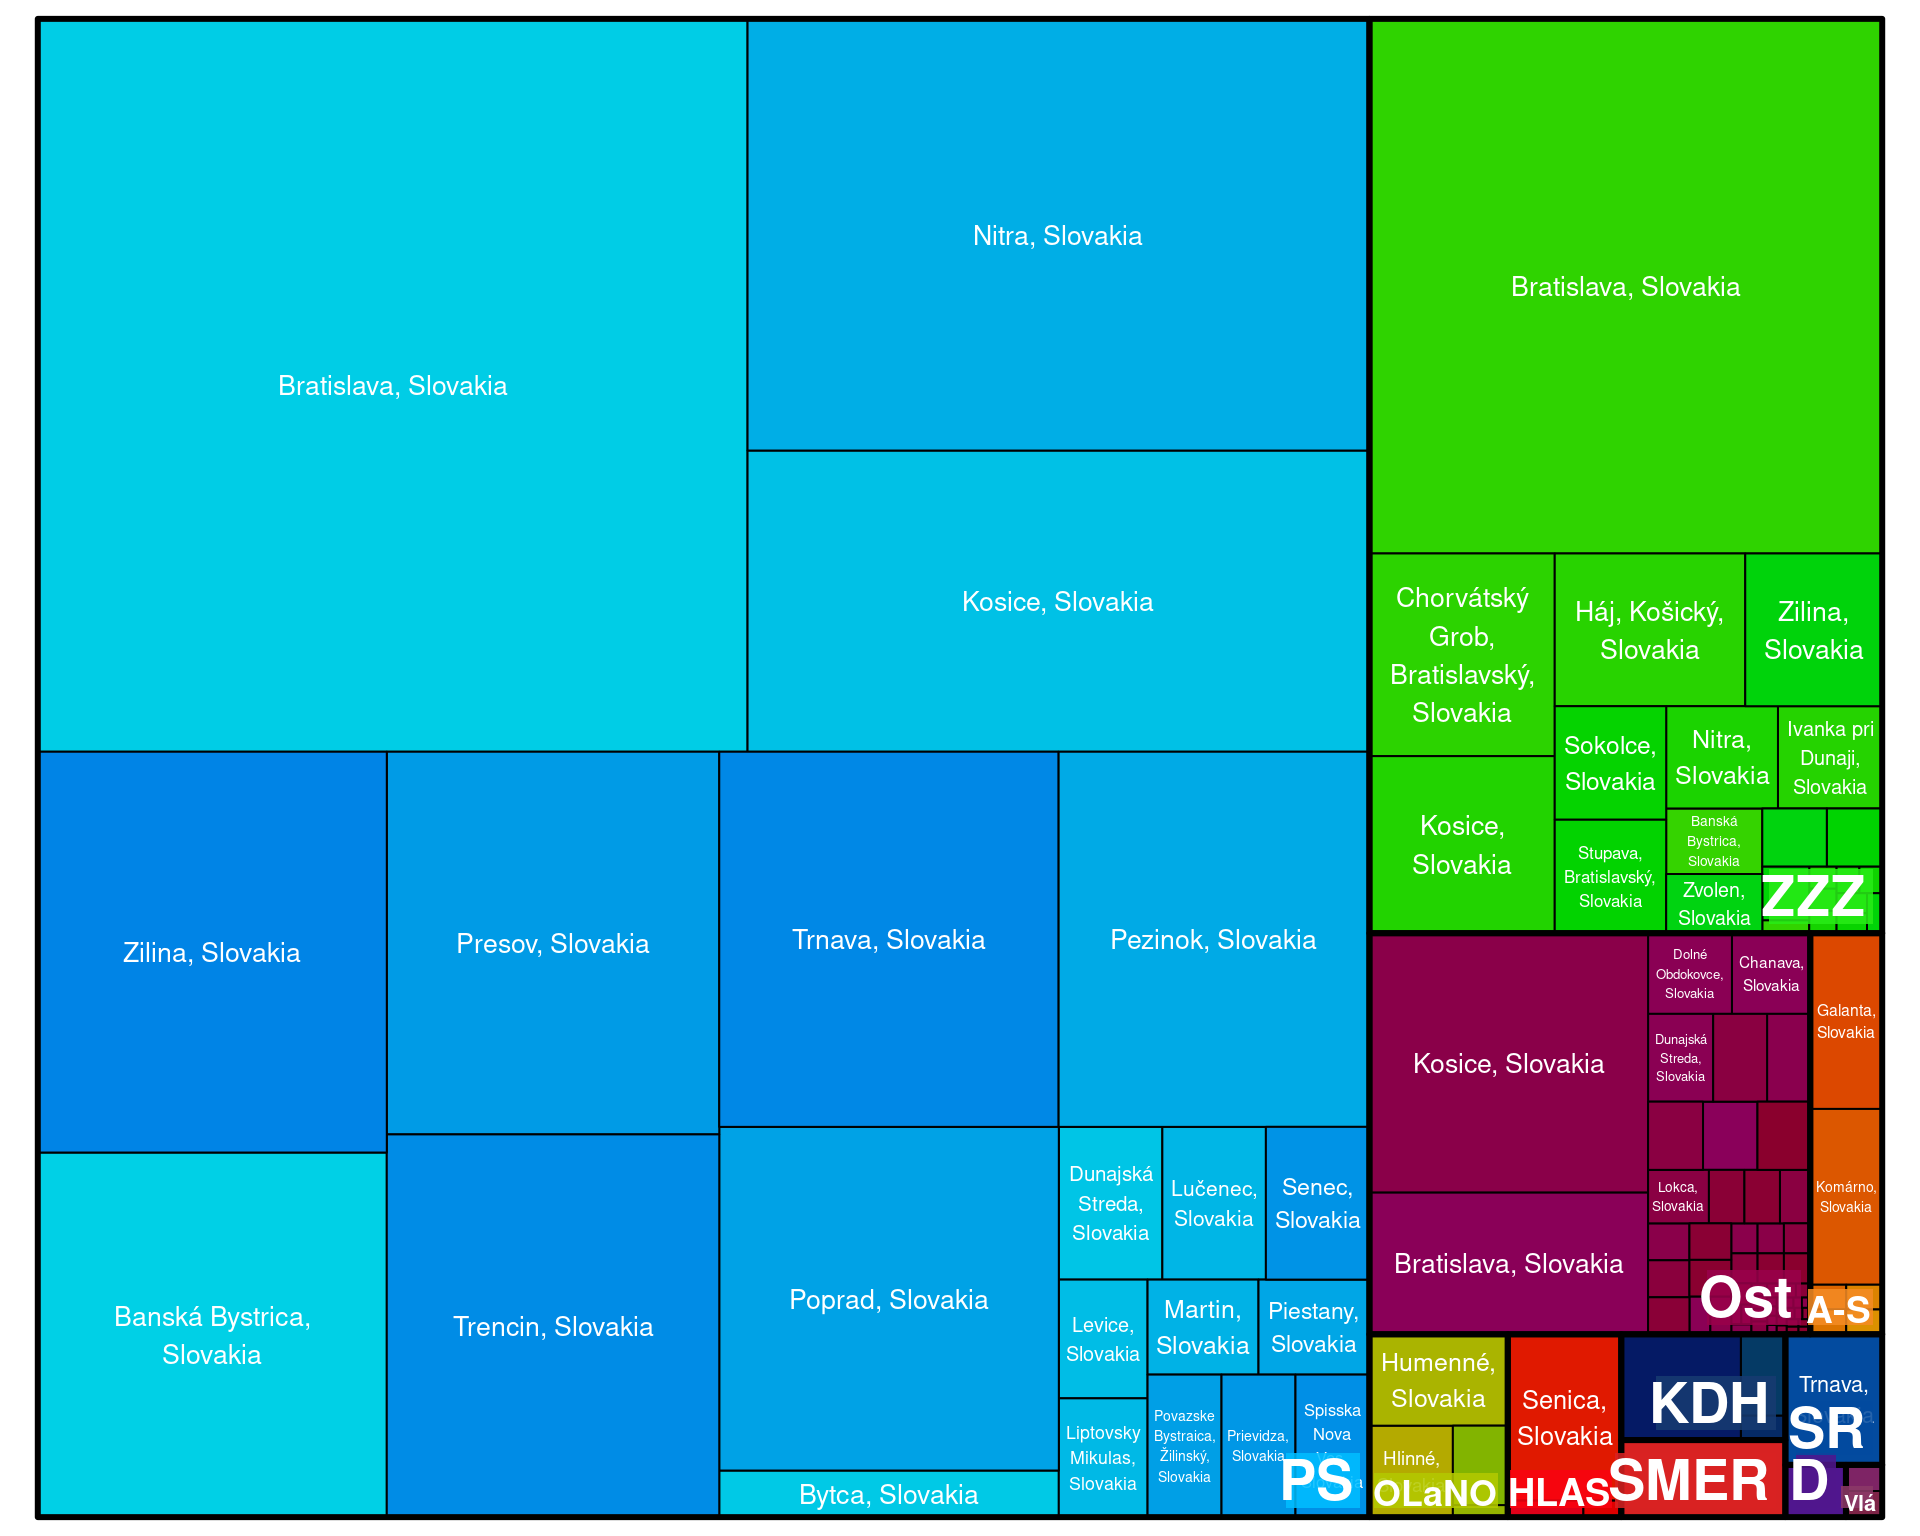 Bratislava, Slovakia
Nitra, Slovakia
Kosice, Slovakia
Zilina, Slovakia
Presov, Slovakia
Trnava, Slovakia
Pezinok, Slovakia
Banská Bystrica,
Slovakia
Trencin, Slovakia
Poprad, Slovakia
Bytca, Slovakia
Dunajská
Streda,
Slovakia
Lučenec,
Slovakia
Senec,
Slovakia
Levice,
Slovakia
Martin,
Slovakia
Piestany,
Slovakia
Liptovsky
Mikulas,
Slovakia
Povazske
Bystraica,
Žilinský,
Slovakia
Prievidza,
Slovakia
Spisska
Nova
PS
Bratislava, Slovakia
Chorvátský
Grob,
Bratislavský,
Slovakia
Háj, Košický,
Slovakia
Zilina,
Slovakia
Kosice,
Slovakia
Sokolce,
Slovakia
Nitra,
Slovakia
Ivanka pri
Dunaji,
Slovakia
Stupava,
Bratislavský,
Slovakia
Banská
Bystrica,
Slovakia
Zvolen,
Slovakia
ZZZ
Kosice, Slovakia
Bratislava, Slovakia
Dolné
Obdokovce,
Slovakia
Chanava,
Slovakia
Dunajská
Streda,
Slovakia
Lokca,
Slovakia
Ost
Galanta,
Slovakia
Komárno,
Slovakia
A-S
Humenné,
Slovakia
Hlinné,
OLaNO
Senica,
Slovakia
HLAS
KDH
SMER
Trnava,
SR
D
Vlá